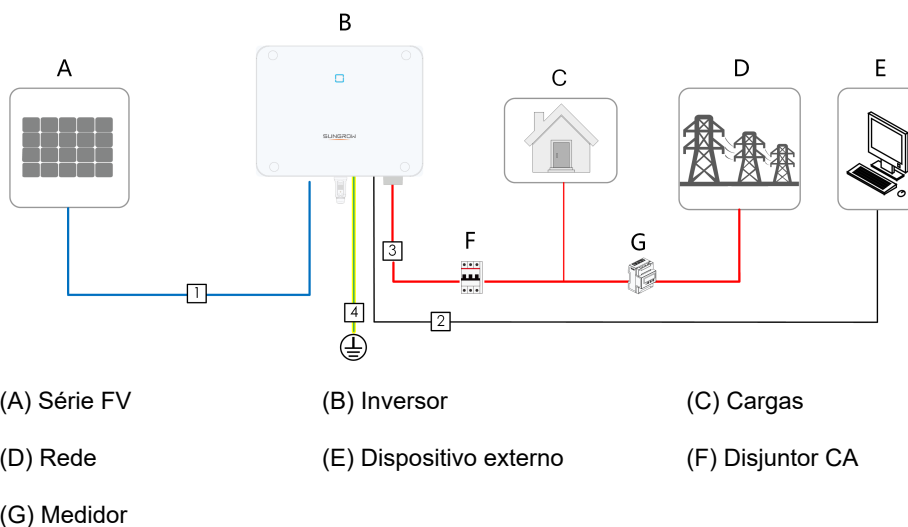 B
A
C
D
E
SUNGROW
F
G
3
1
4
2
(A) Série FV
(B) Inversor
(C) Cargas
(D) Rede
(E) Dispositivo externo
(F) Disjuntor CA
(G) Medidor